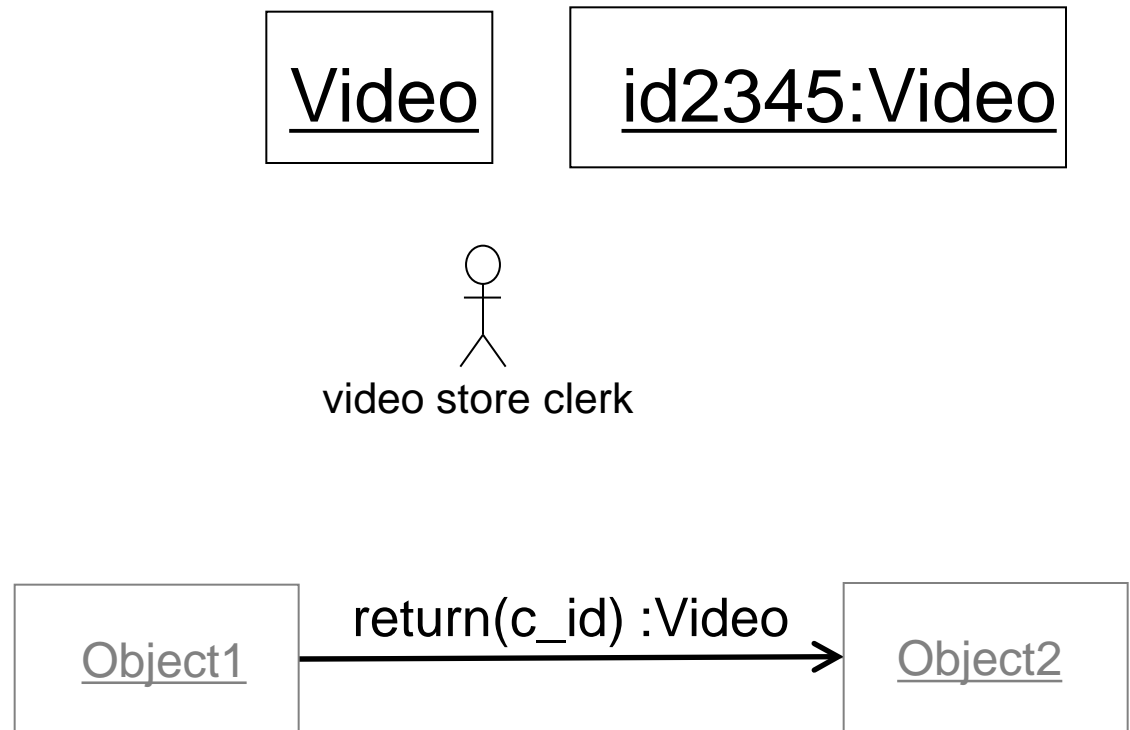 Video
id2345:Video
video store clerk
return(c_id) :Video
Object1
Object2